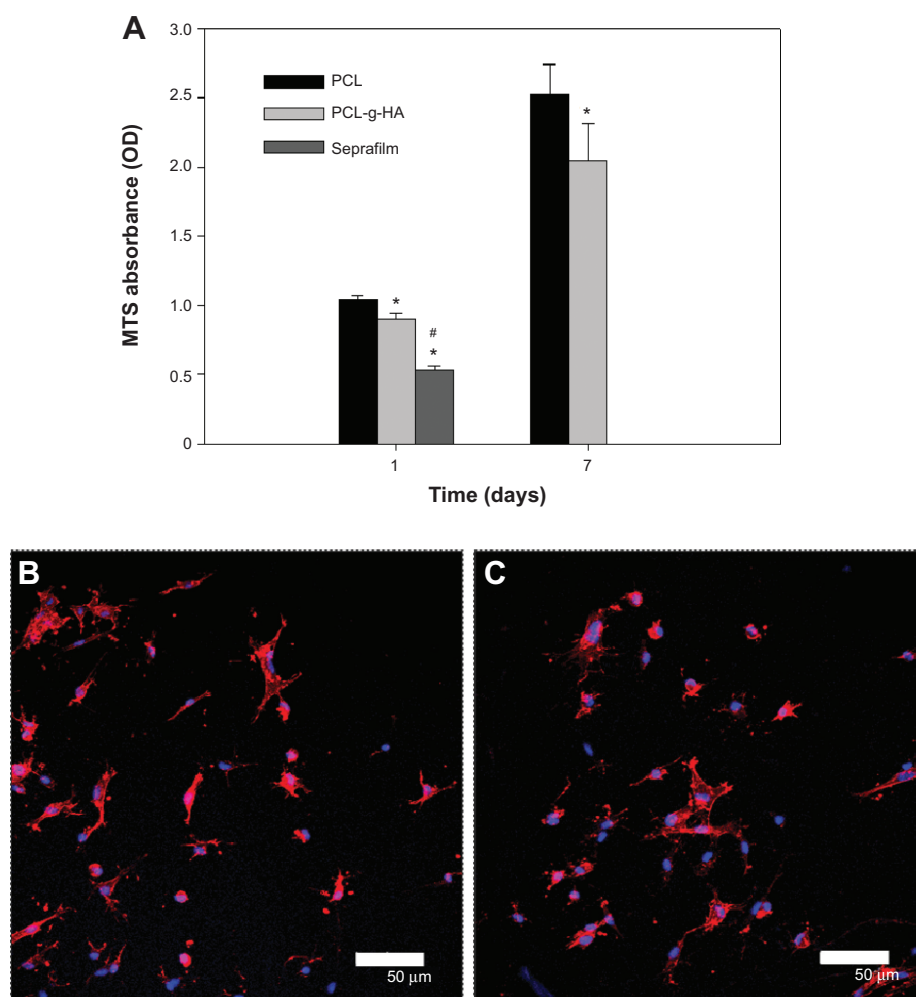 A
MTS absorbance (OD)
3.0
2.5
2.0
1.5
1.0
0.5
0
PCL
PCL-g-HA
Seprafilm
*
#
*
*
1
7
Time (days)
B
50 μm
C
50 μm